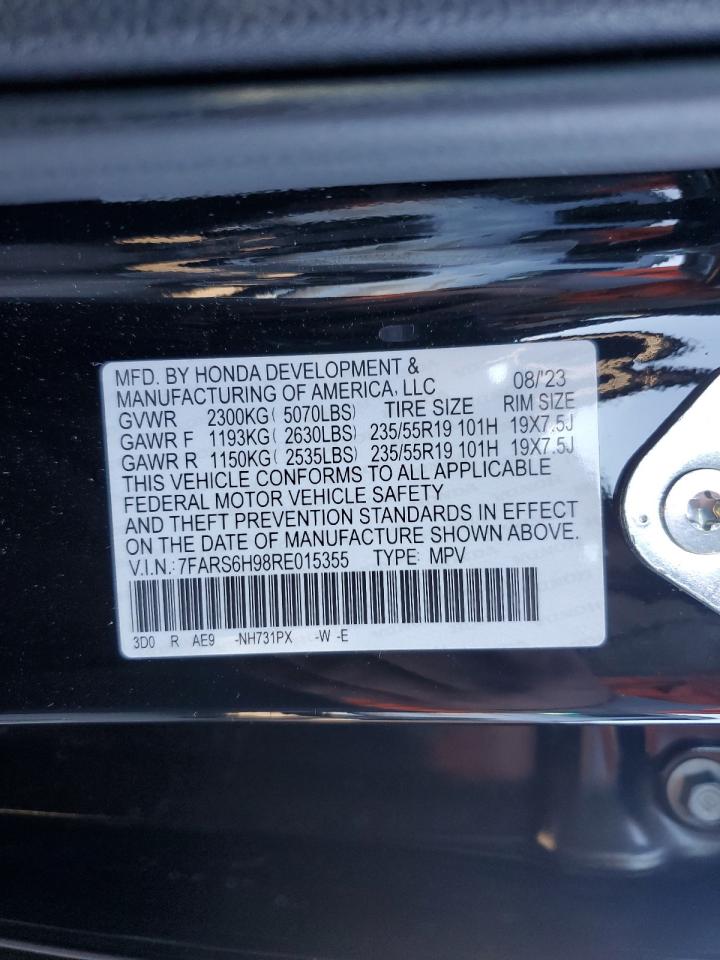 MFD. BY HONDA DEVELOPMENT &
MANUFACTURING OF AMERICA, LLC 08/'23
GVWR 2300KG ( 5070LBS) TIRE SIZE RIM SIZE
GAWR F 1193KG ( 2630LBS) 235/55R19 101H 19X7.5J
GAWR R 1150KG ( 2535LBS) 235/55R19 101H 19X7.5J
THIS VEHICLE CONFORMS TO ALL APPLICABLE
FEDERAL MOTOR VEHICLE SAFETY
AND THEFT PREVENTION STANDARDS IN EFFECT
ON THE DATE OF MANUFACTURE SHOWN ABOVE.
V.I.N.: 7FARS6H98RE015355 TYPE: MPV
3D0 R AE9 -NH731PX -W -E